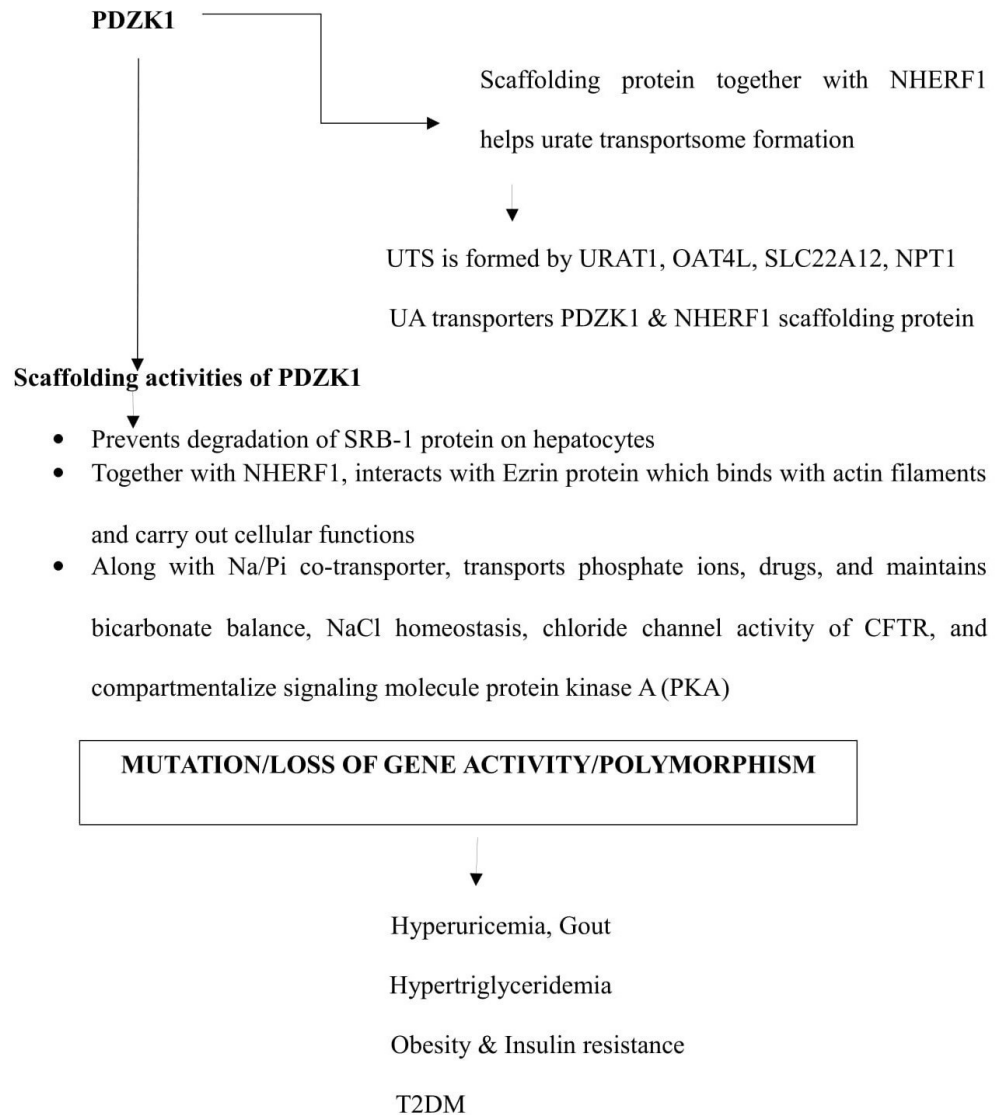 PDZK1
Scaffolding protein together with NHERF1
helps urate transportsome formation
UTS is formed by URAT1, OAT4L, SLC22A12, NPT1
UA transporters PDZK1 & NHERF1 scaffolding protein
Scaffolding activities of PDZK1
• Prevents degradation of SRB-1 protein on hepatocytes
• Together with NHERF1, interacts with Ezrin protein which binds with actin filaments
and carry out cellular functions
• Along with Na/Pi co-transporter, transports phosphate ions, drugs, and maintains
bicarbonate balance, NaCl homeostasis, chloride channel activity of CFTR, and
compartmentalize signaling molecule protein kinase A (PKA)
MUTATION/LOSS OF GENE ACTIVITY/POLYMORPHISM
Hyperuricemia, Gout
Hypertriglyceridemia
Obesity & Insulin resistance
T2DM